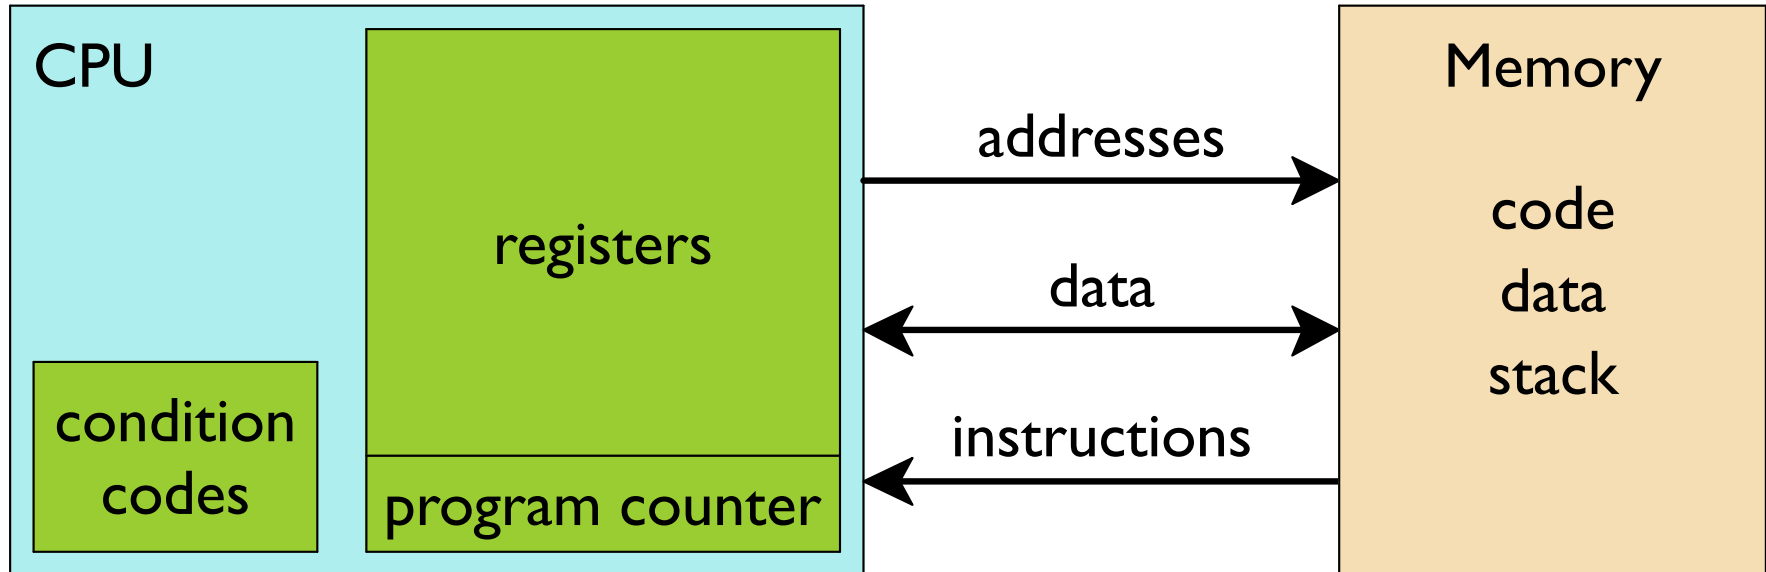 CPU
registers
condition
codes
program counter
addresses
data
instructions
Memory
code
data
stack